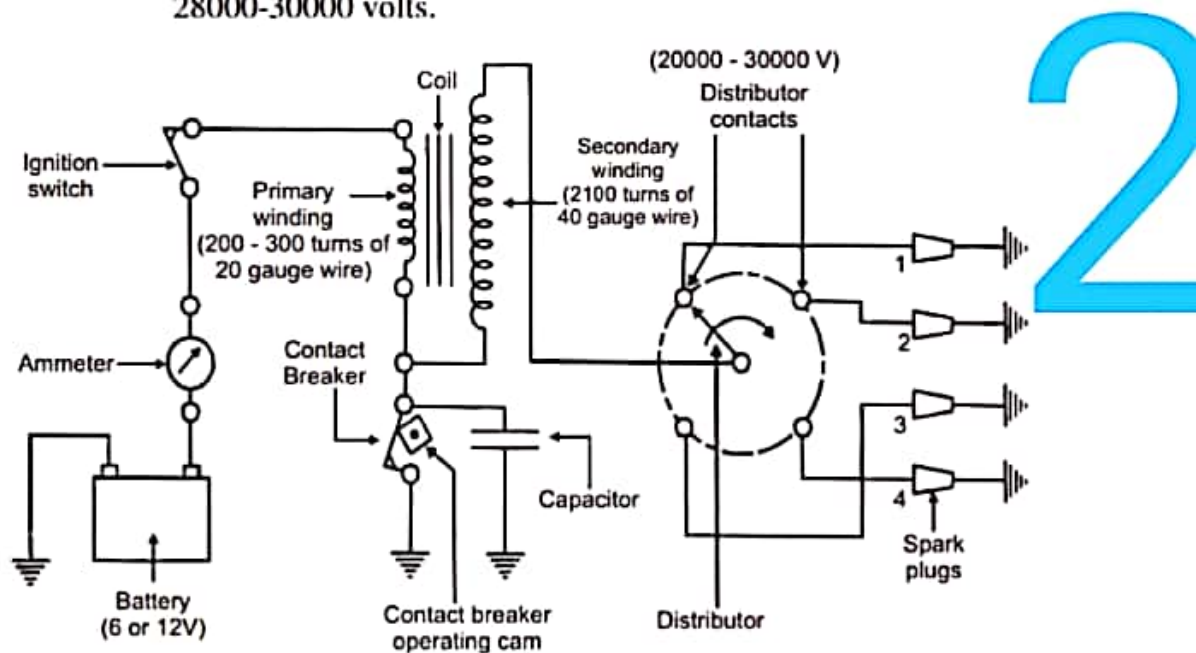 28000-30000 volts.
2
(20000 - 30000 V)
Distributor
contacts
Coil
Ignition
switch
Primary
winding
(200 - 300 turns of
20 gauge wire)
Secondary
winding
(2100 turns of
40 gauge wire)
1
2
3
4
Ammeter
Contact
Breaker
Capacitor
Spark
plugs
Battery
(6 or 12V)
Contact breaker
operating cam
Distributor